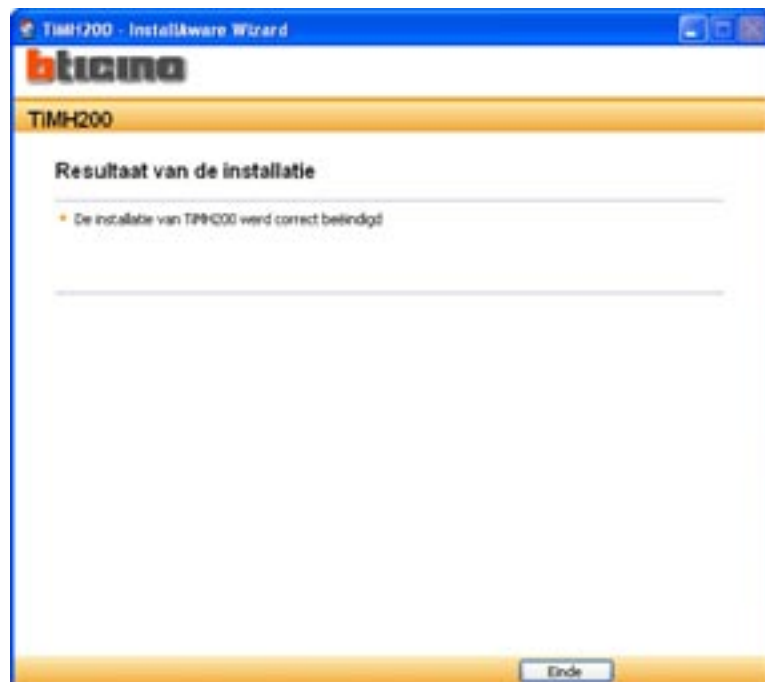 TiMH200 - InstallAware Wizard
bticino
TiMH200
Resultaat van de installatie
De installatie van TiMH200 werd correct beëindigd
Einde